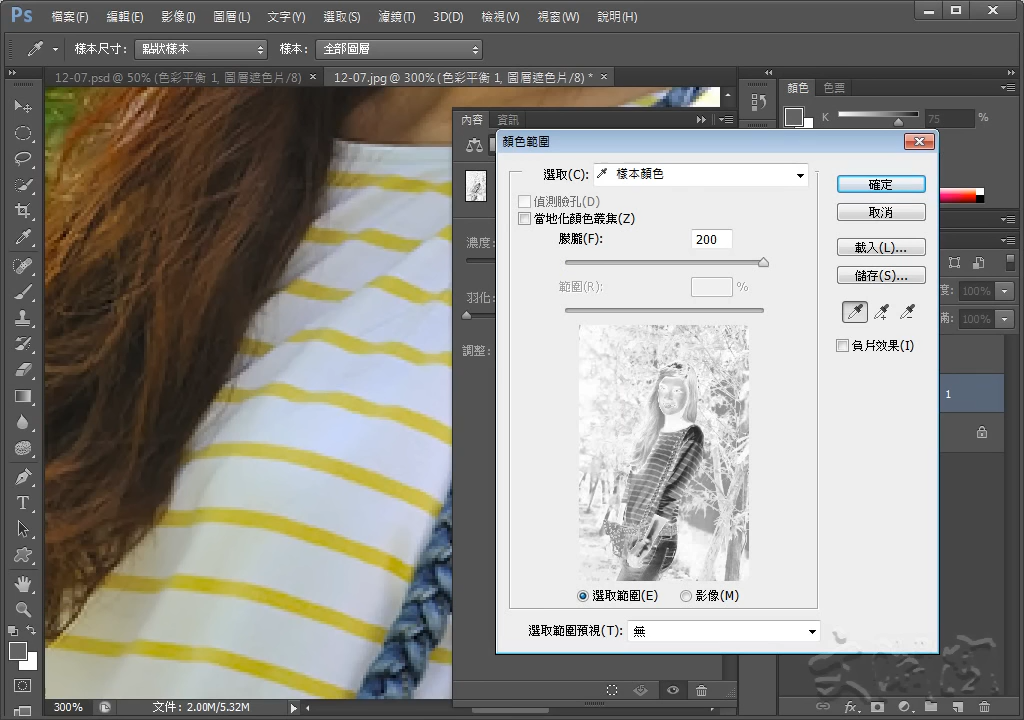 Ps 檔案(F) 編輯(E) 影像(I) 圖層(L) 文字(Y) 選取(S) 濾鏡(T) 3D(D) 檢視(V) 視窗(W) 說明(H)
樣本尺寸: 點狀樣本 樣本: 全部圖層
12-07.psd @ 50% (色彩平衡 1, 圖層遮色片/8) × 12-07.jpg @ 300% (色彩平衡 1, 圖層遮色片/8) * ×
顏色 色票
K 75 %
內容 資訊
濃度:
羽化:
調整:
顏色範圍
選取(C): 樣本顏色
偵測臉孔(D)
當地化顏色叢集(Z)
朦朧(F): 200
範圍(R): %
選取範圍(E) 影像(M)
選取範圍預視(T): 無
確定
取消
載入(L)...
儲存(S)...
負片效果(I)
度: 100%
滿: 100%
1
300% 文件: 2.00M/5.32M
fx